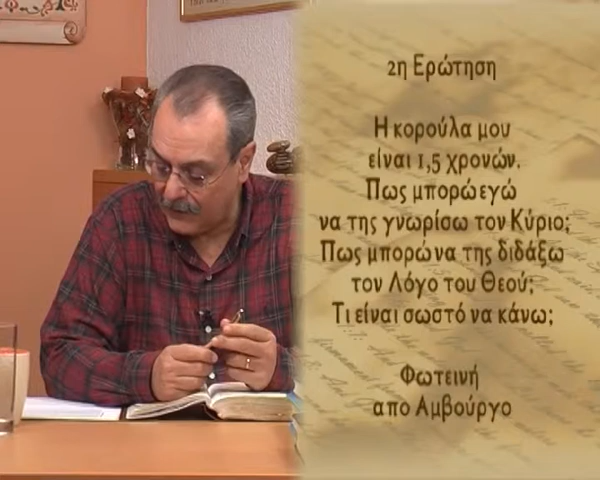 2η Ερώτηση
Η κορούλα μου
είναι 1,5 χρονών.
Πως μπορώ εγώ
να της γνωρίσω τον Κύριο;
Πως μπορώ να της διδάξω
τον Λόγο του Θεού;
Τι είναι σωστό να κάνω;
Φωτεινή
απο Αμβούργο